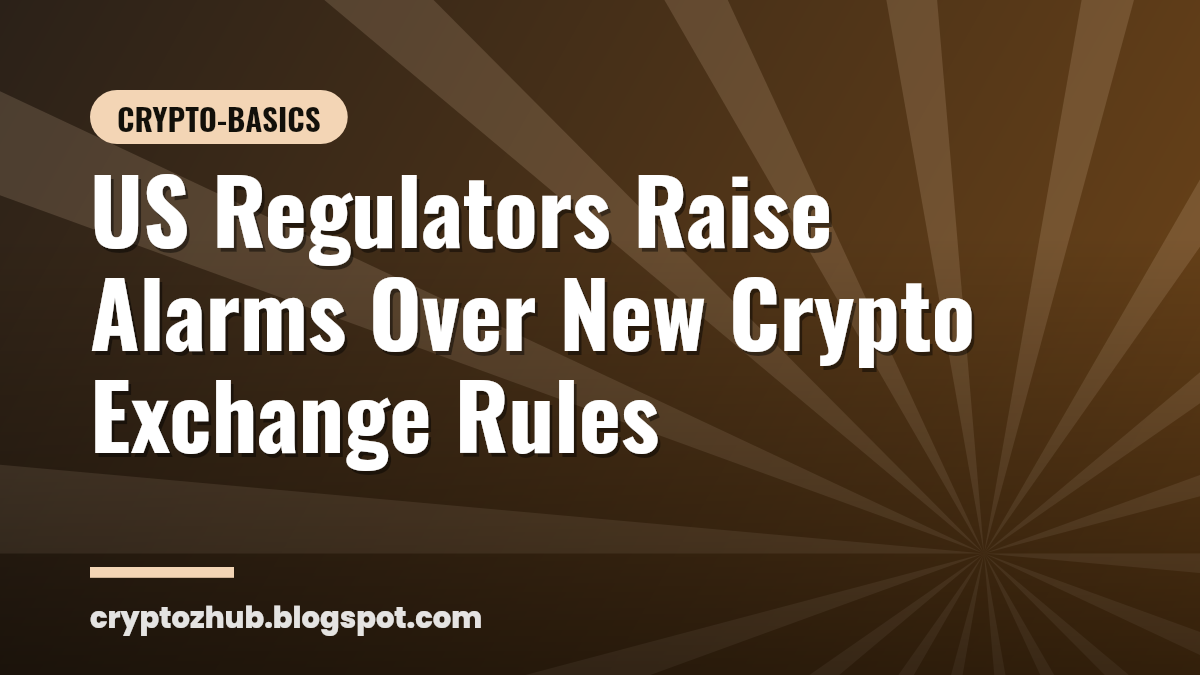 CRYPTO-BASICS
US Regulators Raise
Alarms Over New Crypto
Exchange Rules
cryptozhub.blogspot.com